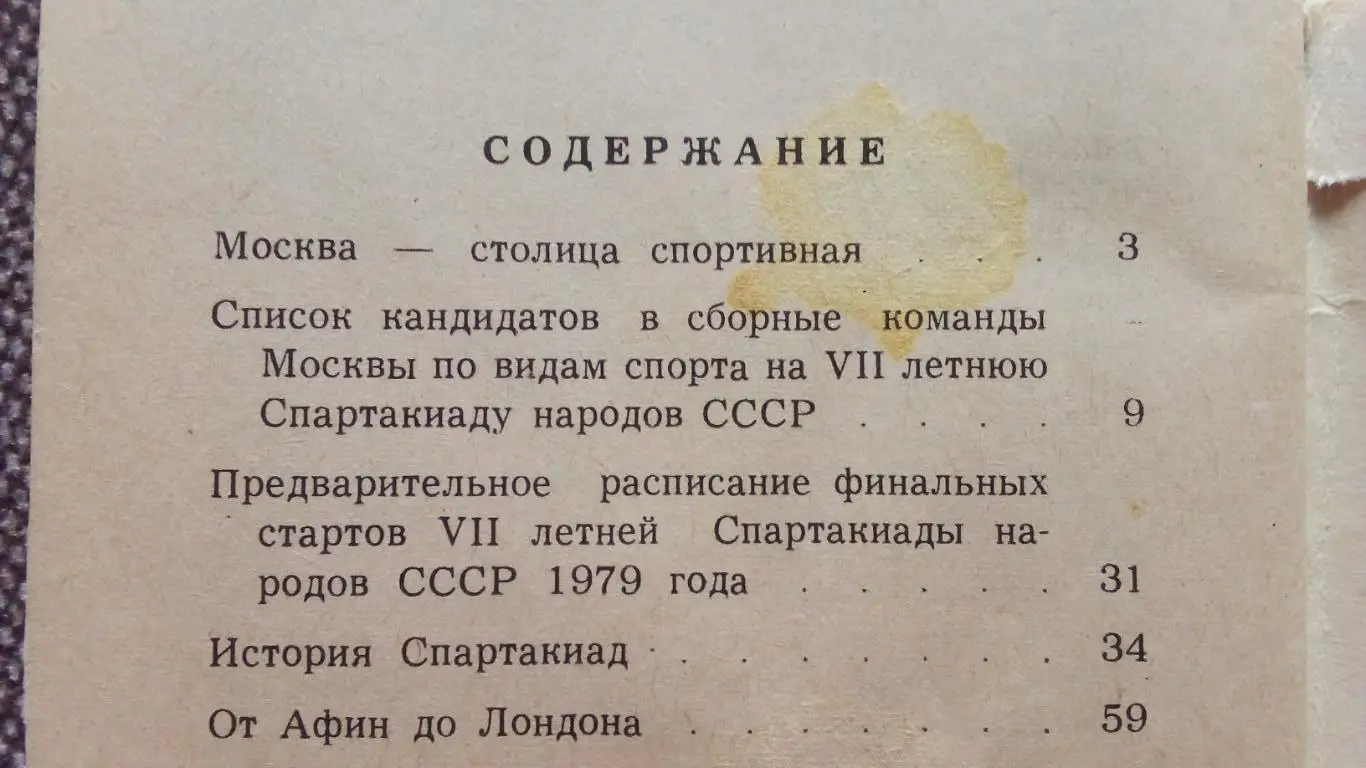 СОДЕРЖАНИЕ
Москва — столица спортивная . . . 3
Список кандидатов в сборные команды
Москвы по видам спорта на VII летнюю
Спартакиаду народов СССР . . . . 9
Предварительное расписание финальных
стартов VII летней Спартакиады на-
родов СССР 1979 года . . . . . 31
История Спартакиад . . . . . . . 34
От Афин до Лондона . . . . . . . 59